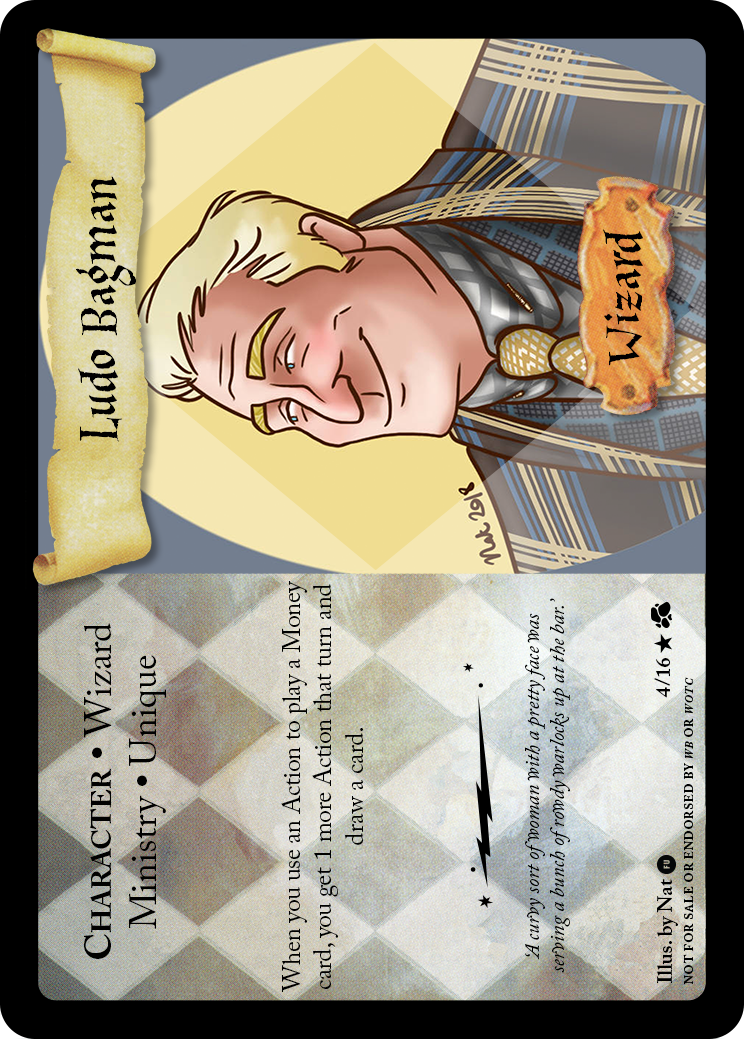 Ludo Bagman
Wizard
CHARACTER • Wizard
Ministry • Unique
When you use an Action to play a Money
card, you get 1 more Action that turn and
draw a card.
'A curvy sort of woman with a pretty face was
serving a bunch of rowdy warlocks up at the bar.'
Illus. by Nat FU
4/16 ★
NOT FOR SALE OR ENDORSED BY WB OR WOTC
Nat 2018